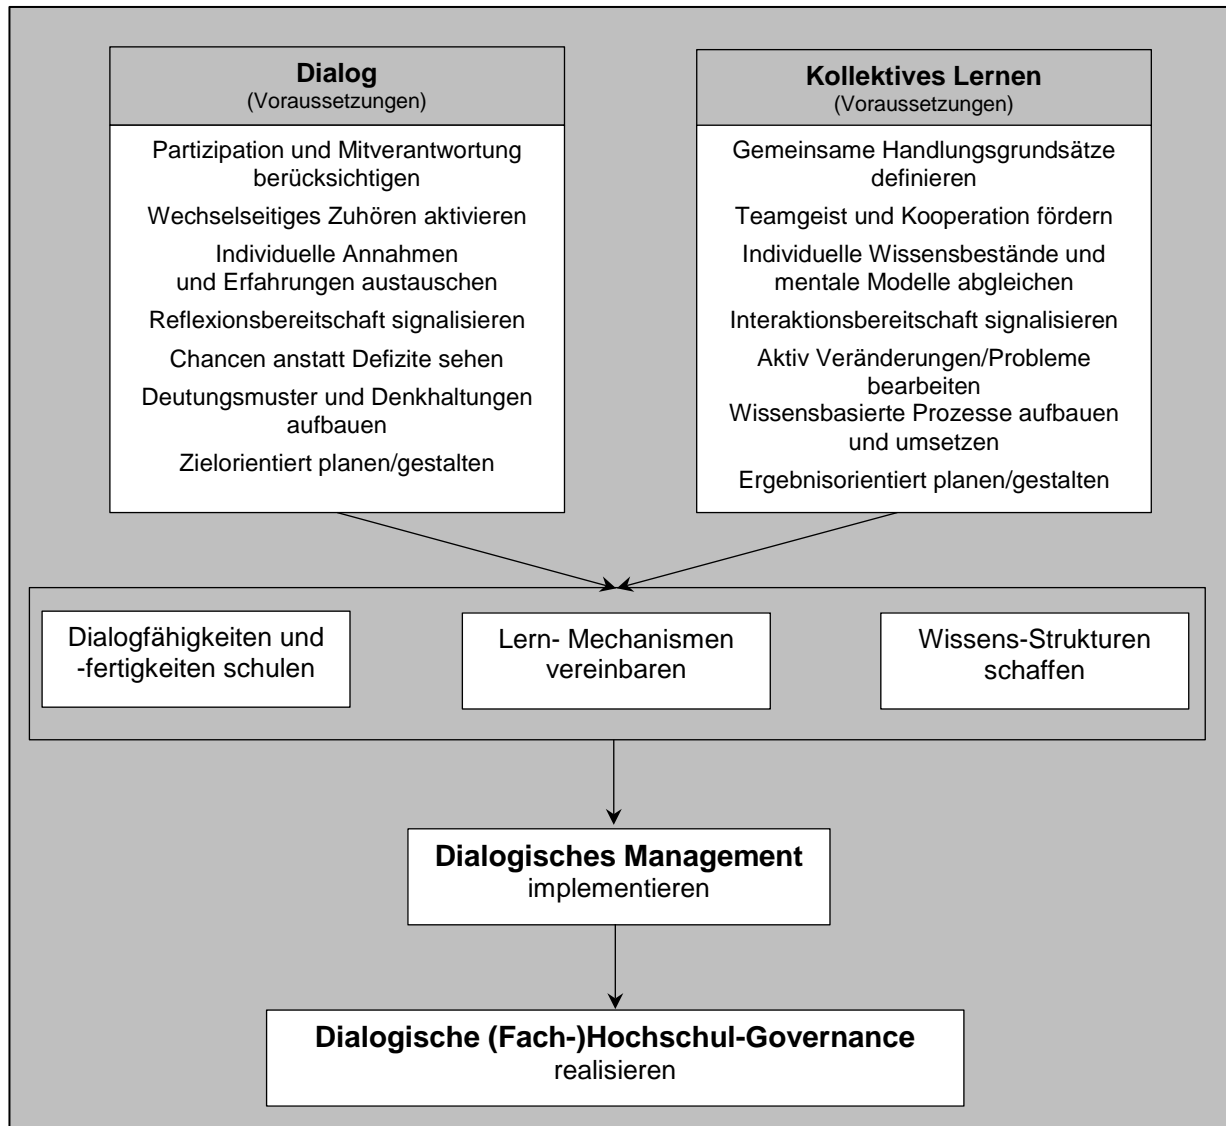 Dialog
(Voraussetzungen)
Partizipation und Mitverantwortung
berücksichtigen
Wechselseitiges Zuhören aktivieren
Individuelle Annahmen
und Erfahrungen austauschen
Reflexionsbereitschaft signalisieren
Chancen anstatt Defizite sehen
Deutungsmuster und Denkhaltungen
aufbauen
Zielorientiert planen/gestalten
Kollektives Lernen
(Voraussetzungen)
Gemeinsame Handlungsgrundsätze
definieren
Teamgeist und Kooperation fördern
Individuelle Wissensbestände und
mentale Modelle abgleichen
Interaktionsbereitschaft signalisieren
Aktiv Veränderungen/Probleme
bearbeiten
Wissensbasierte Prozesse aufbauen
und umsetzen
Ergebnisorientiert planen/gestalten
Dialogfähigkeiten und
-fertigkeiten schulen
Lern- Mechanismen
vereinbaren
Wissens-Strukturen
schaffen
Dialogisches Management
implementieren
Dialogische (Fach-)Hochschul-Governance
realisieren